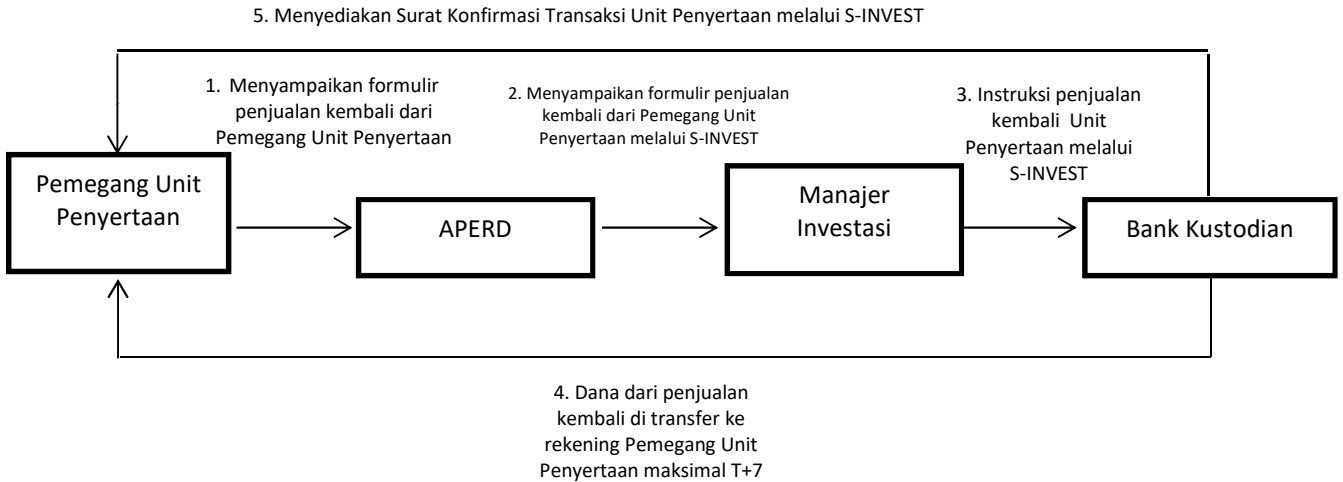 5. Menyediakan Surat Konfirmasi Transaksi Unit Penyertaan melalui S-INVEST
1. Menyampaikan formulir
penjualan kembali dari
Pemegang Unit Penyertaan
2. Menyampaikan formulir penjualan
kembali dari Pemegang Unit
Penyertaan melalui S-INVEST
3. Instruksi penjualan
kembali Unit
Penyertaan melalui
S-INVEST
Pemegang Unit
Penyertaan
APERD
Manajer
Investasi
Bank Kustodian
4. Dana dari penjualan
kembali di transfer ke
rekening Pemegang Unit
Penyertaan maksimal T+7